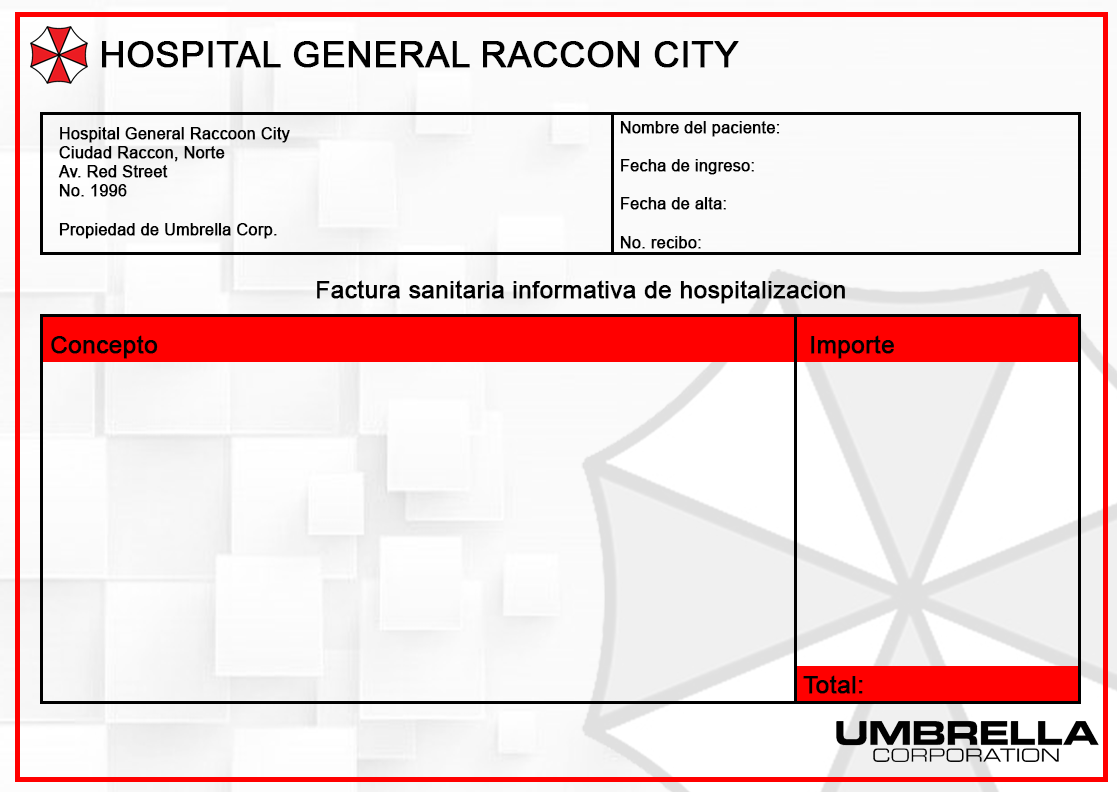 HOSPITAL GENERAL RACCON CITY
Hospital General Raccoon City
Ciudad Raccon, Norte
Av. Red Street
No. 1996
Propiedad de Umbrella Corp.
Nombre del paciente:
Fecha de ingreso:
Fecha de alta:
No. recibo:
Factura sanitaria informativa de hospitalizacion
Concepto
Importe
Total:
UMBRELLA
CORPORATION